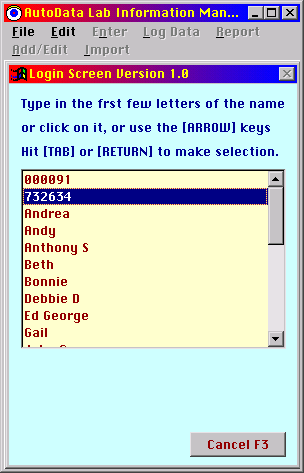 AutoData Lab Information Man...
File Edit Enter Log Data Report
Add/Edit Import
Login Screen Version 1.0
Type in the frst few letters of the name
or click on it, or use the [ARROW] keys
Hit [TAB] or [RETURN] to make selection.
000091
732634
Andrea
Andy
Anthony S
Beth
Bonnie
Debbie D
Ed George
Gail
Cancel F3